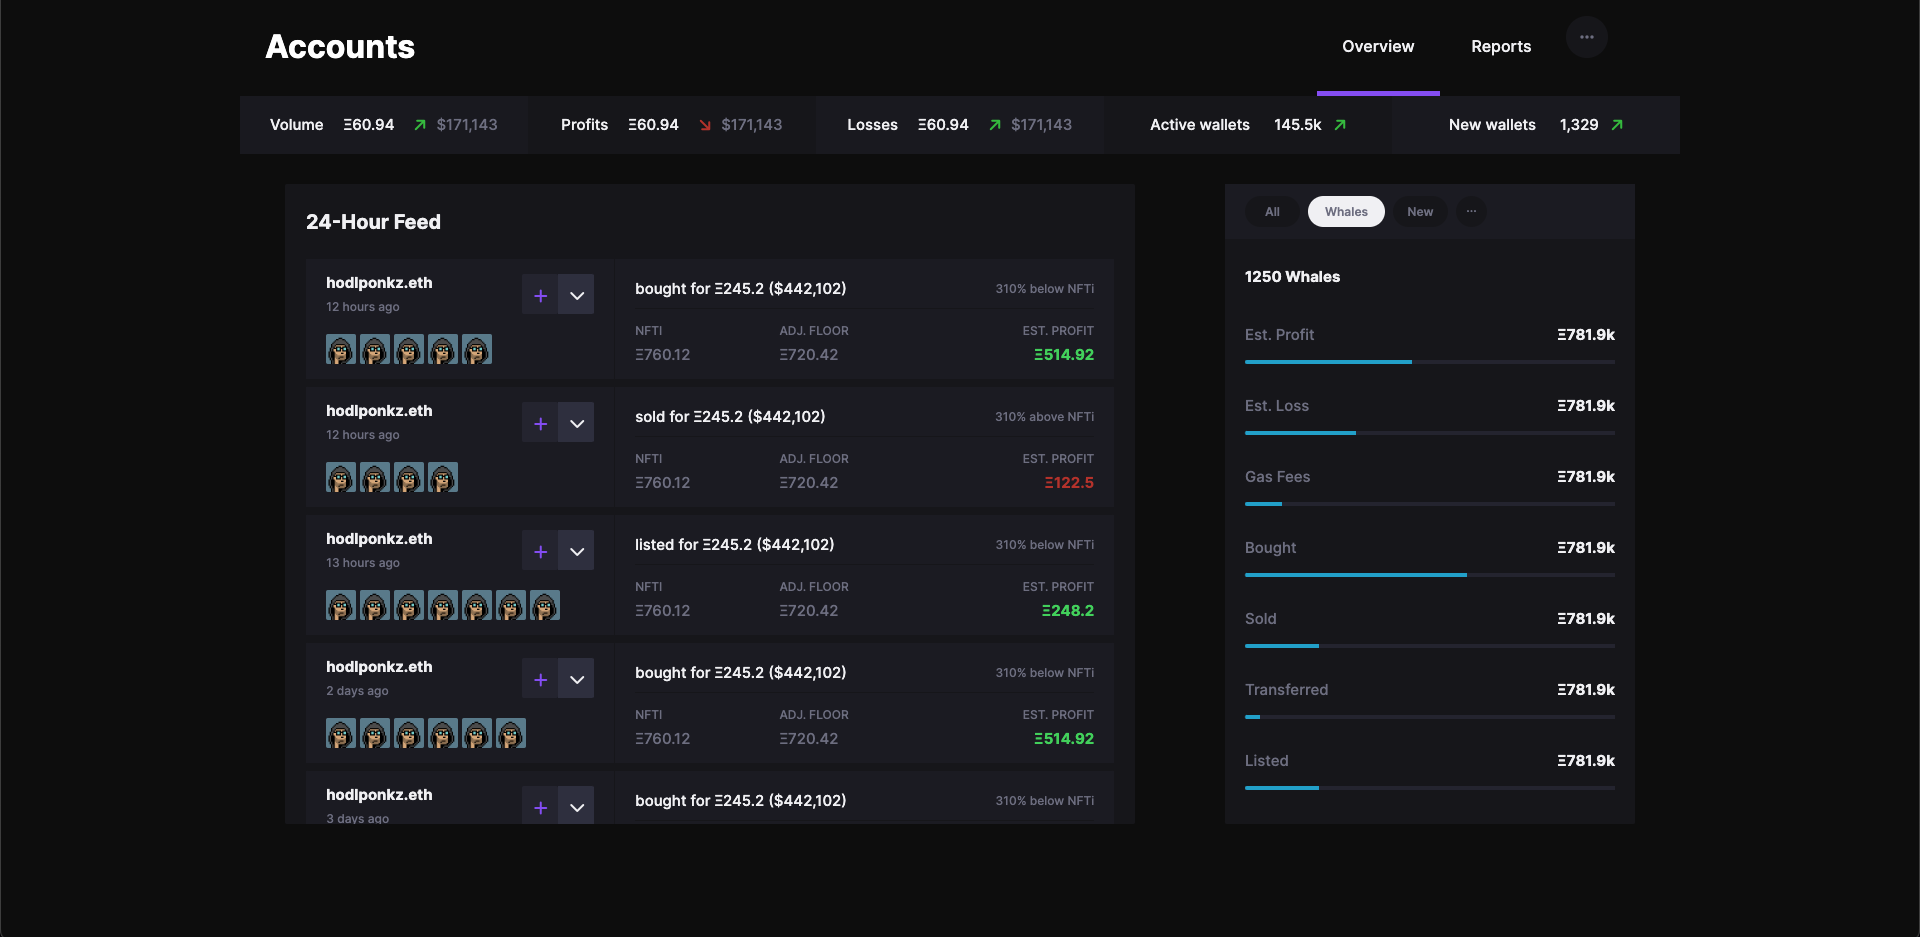 Accounts
Overview
Reports
Volume Ξ60.94 $171,143
Profits Ξ60.94 $171,143
Losses Ξ60.94 $171,143
Active wallets 145.5k
New wallets 1,329
24-Hour Feed
hodlponkz.eth
12 hours ago
bought for Ξ245.2 ($442,102)
310% below NFTi
NFTI ADJ. FLOOR EST. PROFIT
Ξ760.12 Ξ720.42 Ξ514.92
hodlponkz.eth
12 hours ago
sold for Ξ245.2 ($442,102)
310% above NFTi
NFTI ADJ. FLOOR EST. PROFIT
Ξ760.12 Ξ720.42 Ξ122.5
hodlponkz.eth
13 hours ago
listed for Ξ245.2 ($442,102)
310% below NFTi
NFTI ADJ. FLOOR EST. PROFIT
Ξ760.12 Ξ720.42 Ξ248.2
hodlponkz.eth
2 days ago
bought for Ξ245.2 ($442,102)
310% below NFTi
NFTI ADJ. FLOOR EST. PROFIT
Ξ760.12 Ξ720.42 Ξ514.92
hodlponkz.eth
3 days ago
bought for Ξ245.2 ($442,102)
310% below NFTi
All Whales New
1250 Whales
Est. Profit Ξ781.9k
Est. Loss Ξ781.9k
Gas Fees Ξ781.9k
Bought Ξ781.9k
Sold Ξ781.9k
Transferred Ξ781.9k
Listed Ξ781.9k